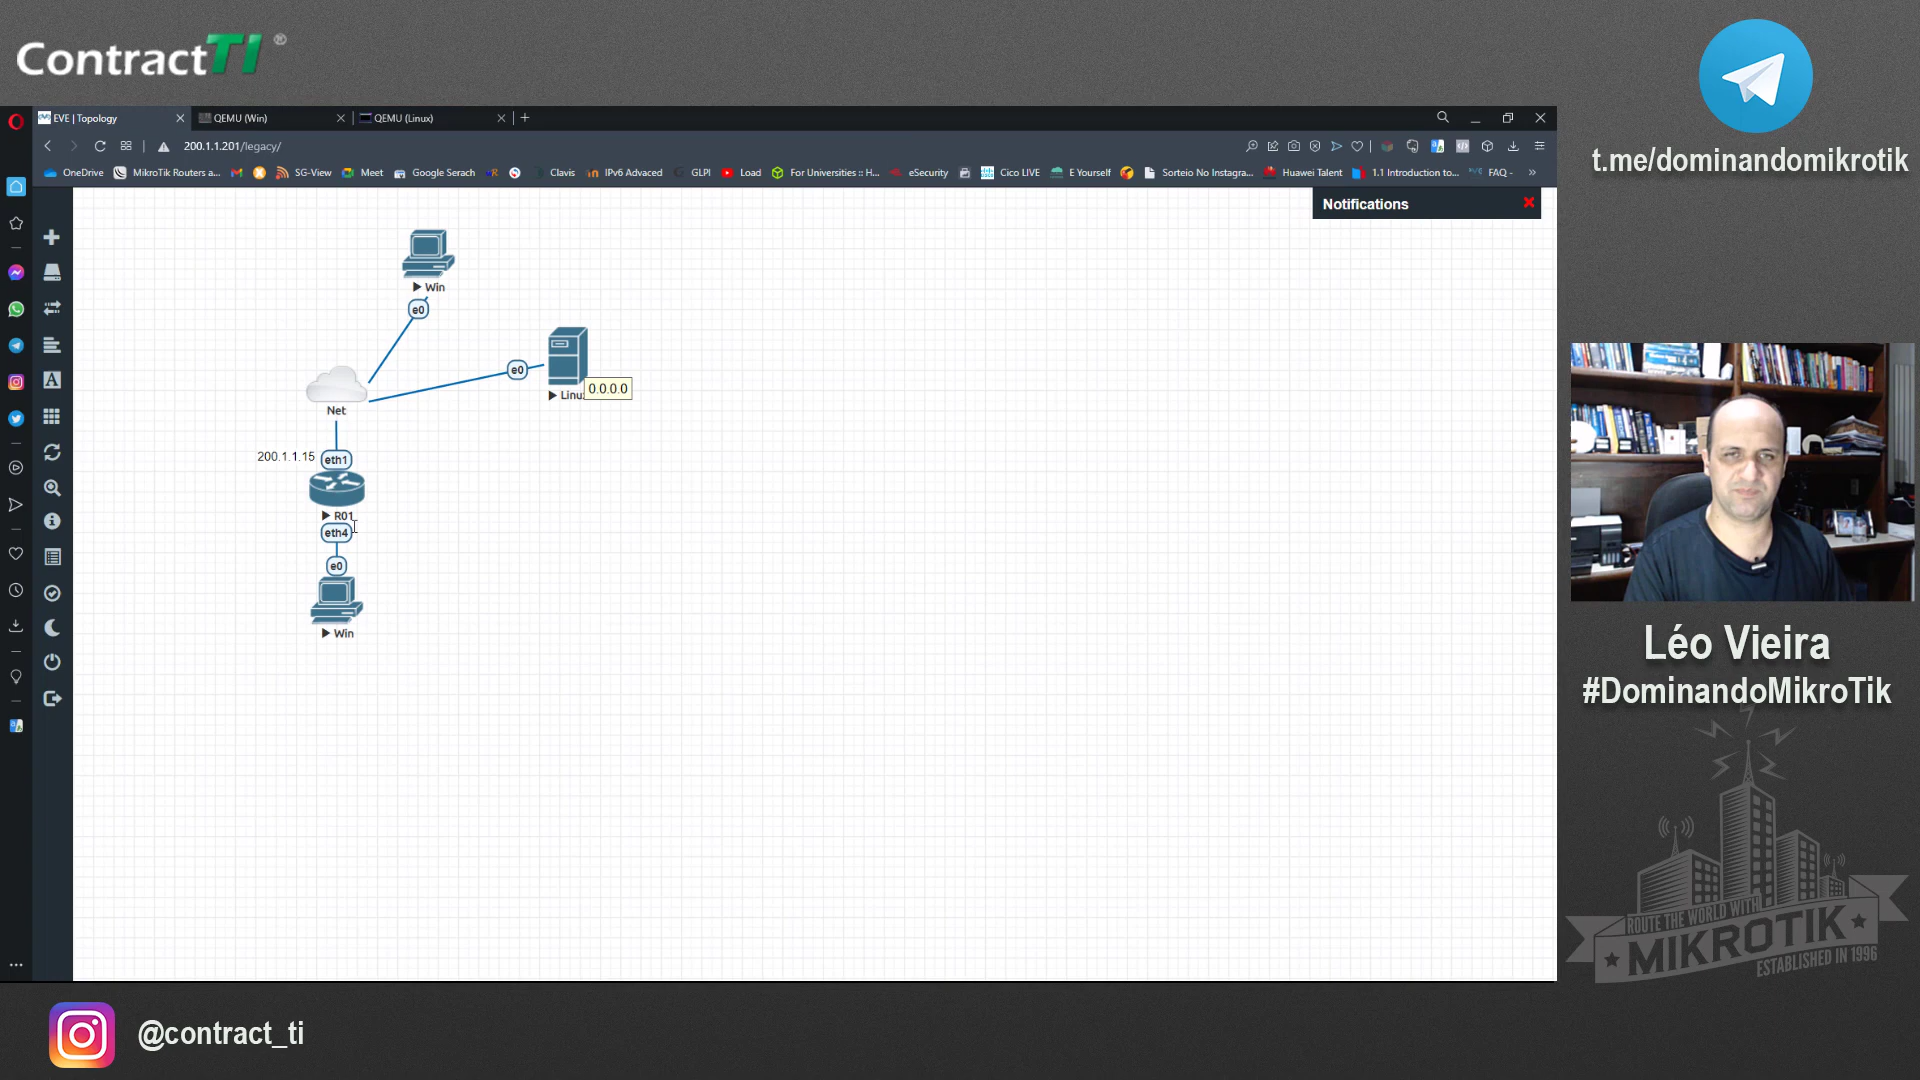 ContractTI ®
t.me/dominandomikrotik
EVE | Topology
QEMU (Win)
QEMU (Linux)
200.1.1.201/legacy/
OneDrive
MikroTik Routers a...
SG-View
Meet
Google Serach
Clavis
IPv6 Advaced
GLPI
Load
For Universities :: H...
eSecurity
Cico LIVE
E Yourself
Sorteio No Instagra...
Huawei Talent
1.1 Introduction to...
FAQ -
Notifications
Win
e0
e0
Linu
0.0.0.0
Net
200.1.1.15
eth1
R01
eth4
e0
Win
Léo Vieira
#DominandoMikroTik
ROUTE THE WORLD WITH
MIKROTIK
ESTABLISHED IN 1996
@contract_ti